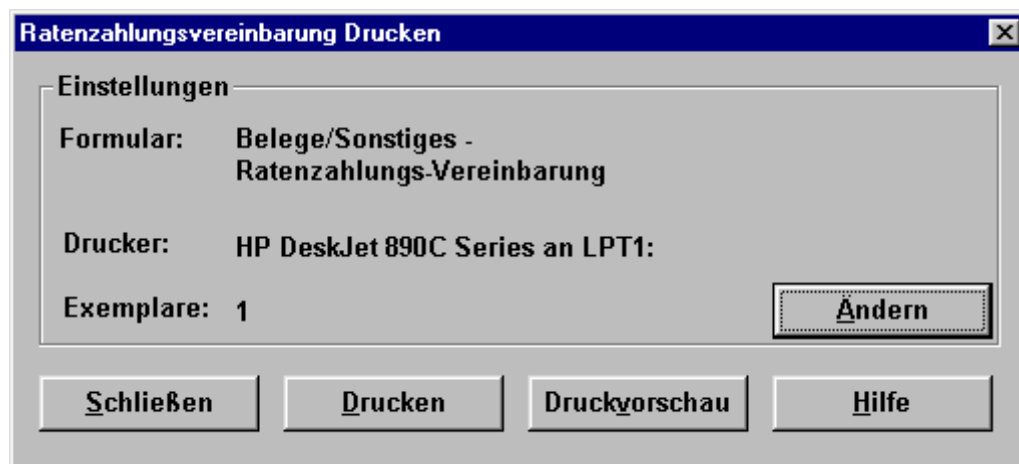 Ratenzahlungsvereinbarung Drucken
Einstellungen
Formular: Belege/Sonstiges -
Ratenzahlungs-Vereinbarung
Drucker: HP DeskJet 890C Series an LPT1:
Exemplare: 1
Ändern
Schließen Drucken Druckvorschau Hilfe